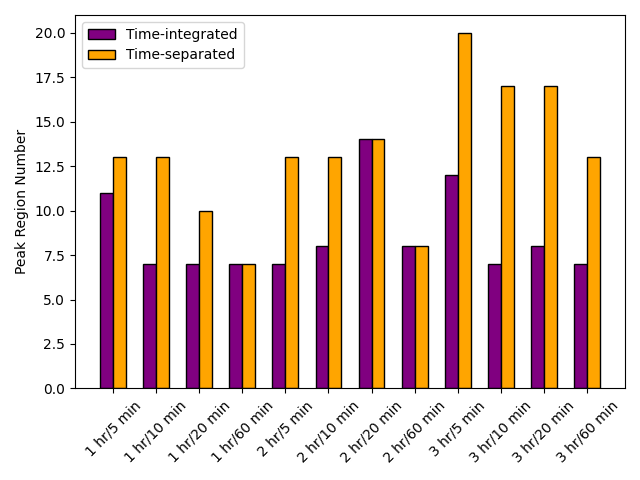 Time-integrated
Time-separated
Peak Region Number
20.0
17.5
15.0
12.5
10.0
7.5
5.0
2.5
0.0
1 hr/5 min
1 hr/10 min
1 hr/20 min
1 hr/60 min
2 hr/5 min
2 hr/10 min
2 hr/20 min
2 hr/60 min
3 hr/5 min
3 hr/10 min
3 hr/20 min
3 hr/60 min